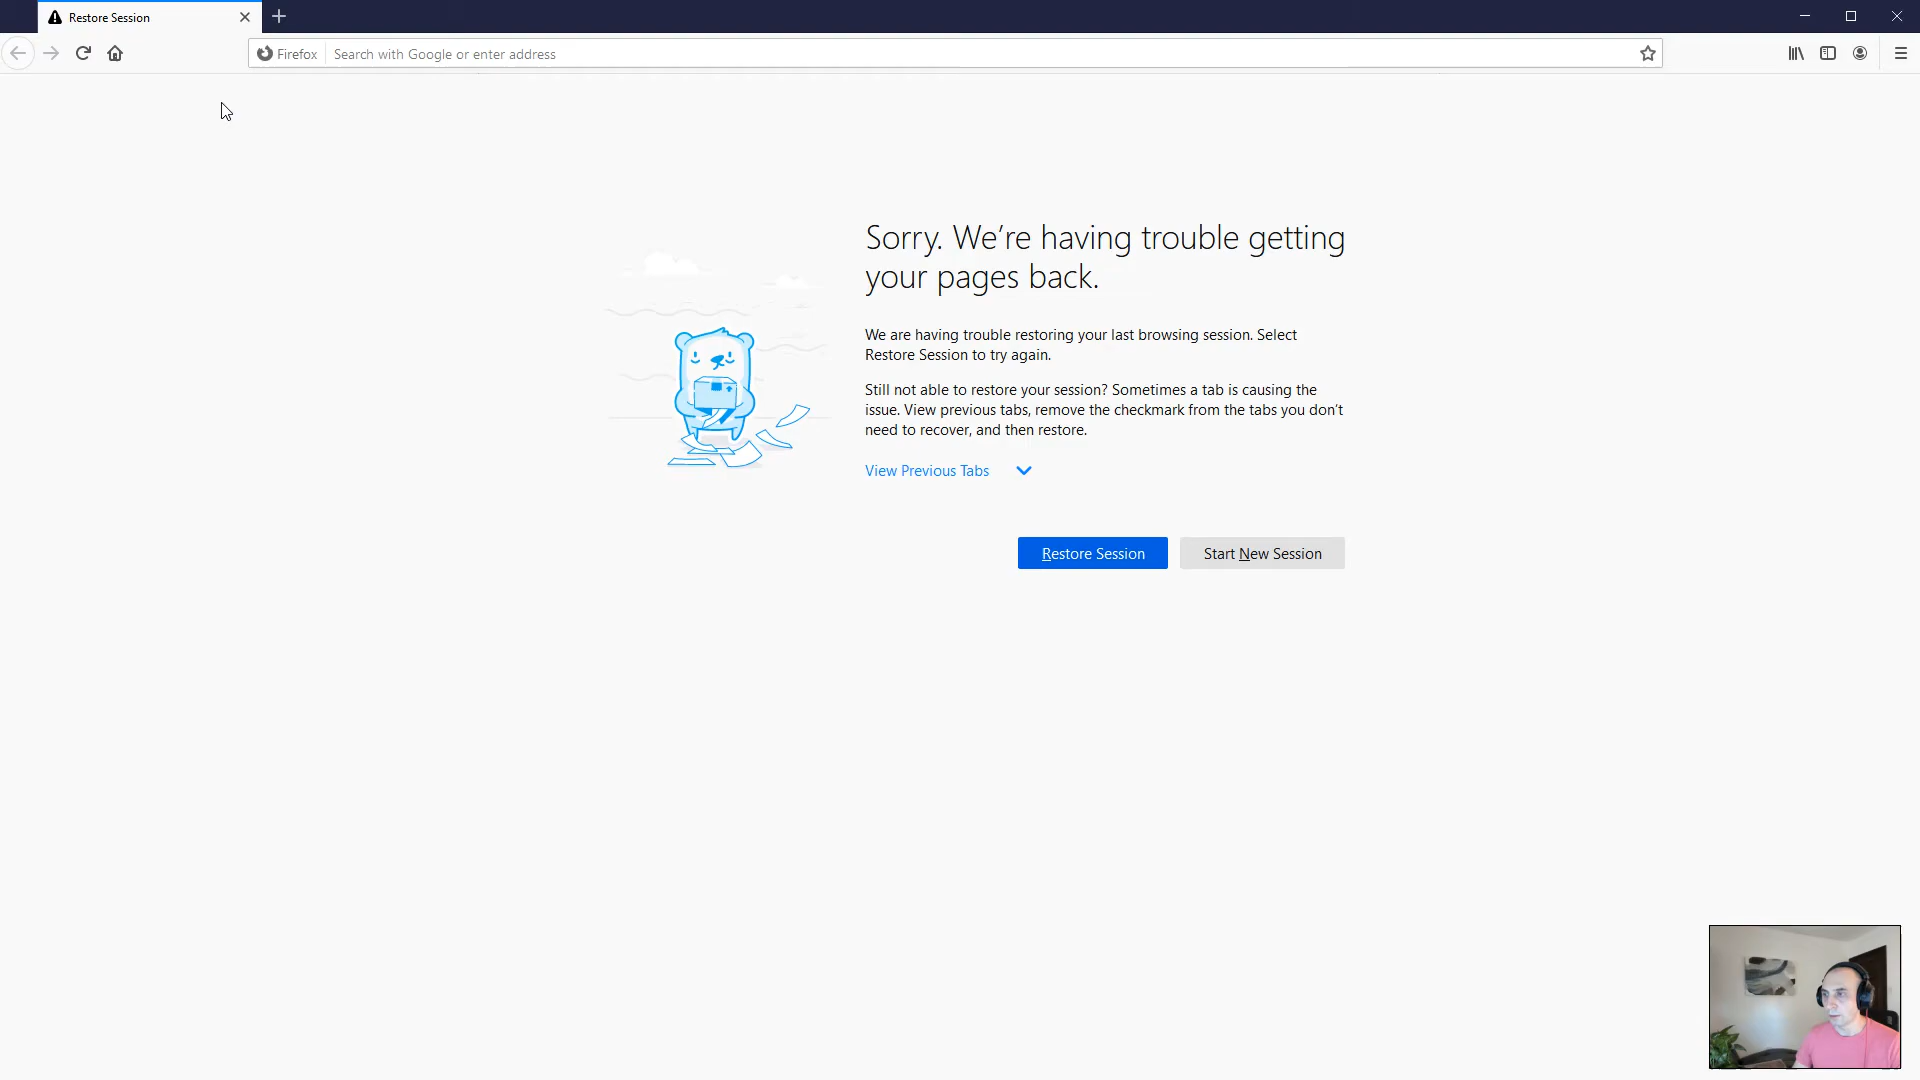 Restore Session
Firefox
Search with Google or enter address
Sorry. We’re having trouble getting
your pages back.
We are having trouble restoring your last browsing session. Select
Restore Session to try again.
Still not able to restore your session? Sometimes a tab is causing the
issue. View previous tabs, remove the checkmark from the tabs you don’t
need to recover, and then restore.
View Previous Tabs
Restore Session
Start New Session